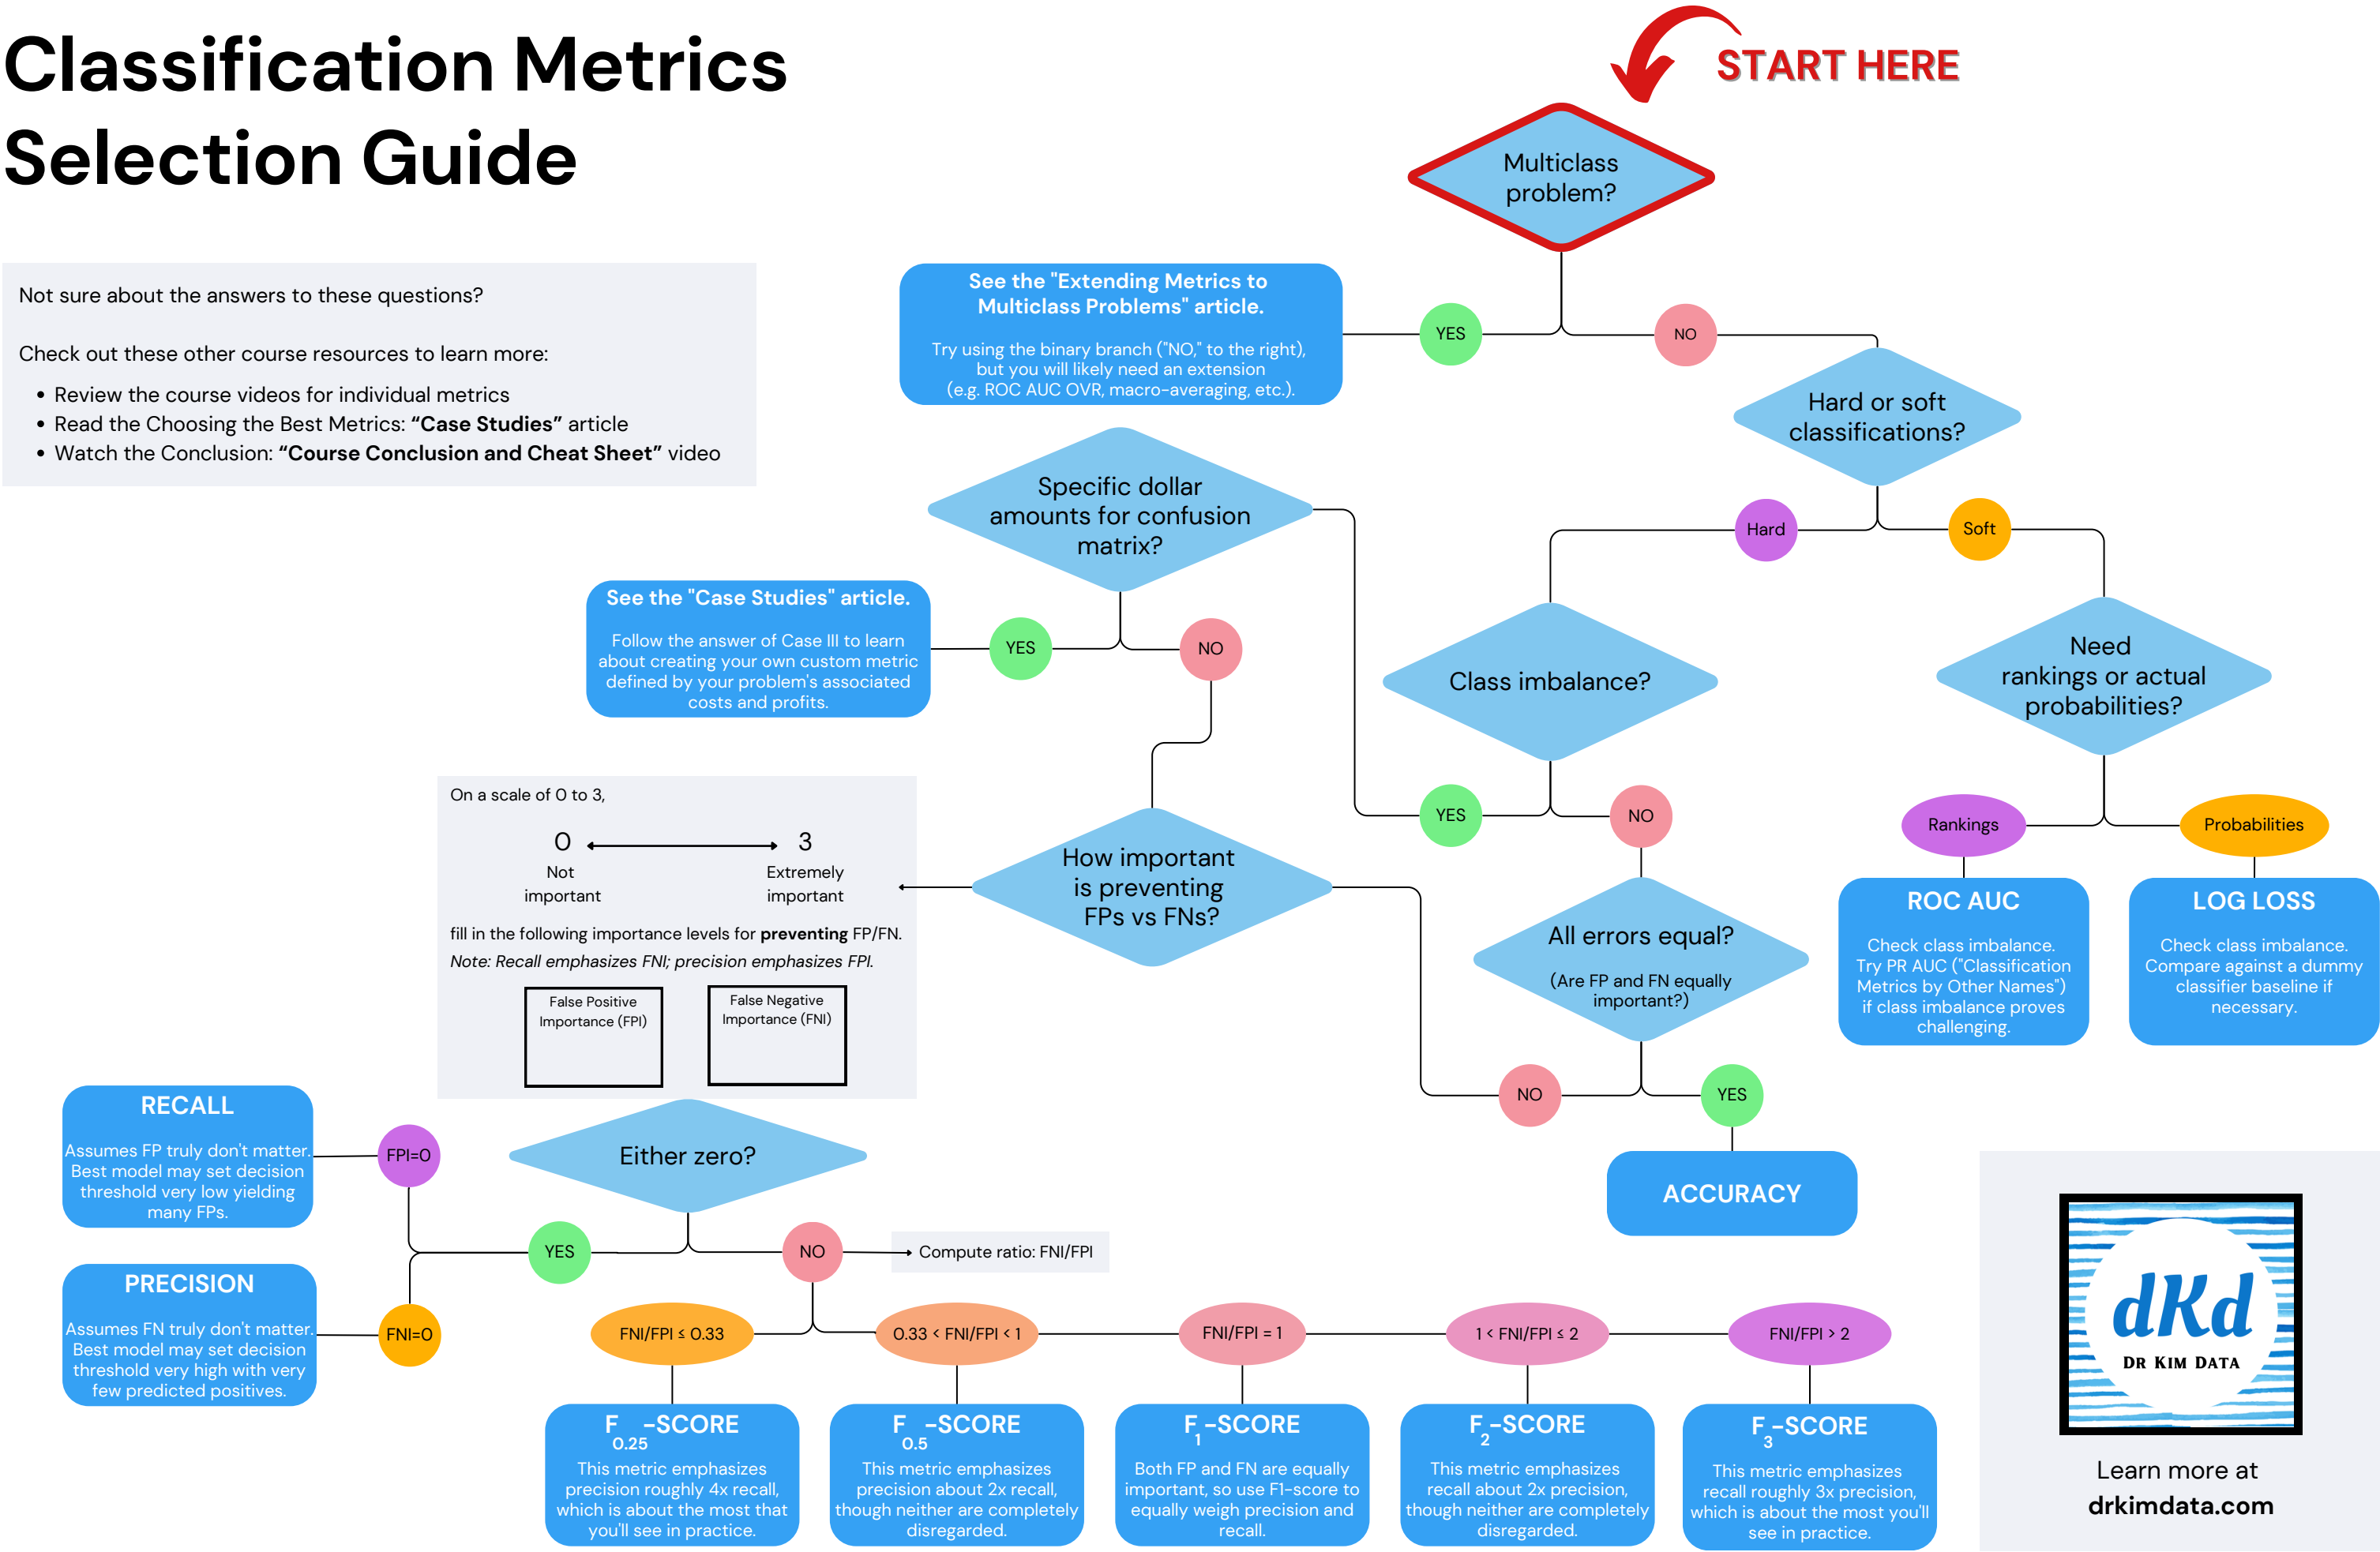 Classification Metrics
Selection Guide
START HERE
Multiclass
problem?
Not sure about the answers to these questions?
Check out these other course resources to learn more:
• Review the course videos for individual metrics
• Read the Choosing the Best Metrics: “Case Studies” article
• Watch the Conclusion: “Course Conclusion and Cheat Sheet” video
See the "Extending Metrics to
Multiclass Problems" article.
Try using the binary branch ("NO," to the right),
but you will likely need an extension
(e.g. ROC AUC OVR, macro-averaging, etc.).
YES
NO
Hard or soft
classifications?
Hard
Soft
Specific dollar
amounts for confusion
matrix?
See the "Case Studies" article.
Follow the answer of Case III to learn
about creating your own custom metric
defined by your problem's associated
costs and profits.
YES
NO
Class imbalance?
Need
rankings or actual
probabilities?
YES
NO
Rankings
Probabilities
ROC AUC
Check class imbalance.
Try PR AUC ("Classification
Metrics by Other Names")
if class imbalance proves
challenging.
LOG LOSS
Check class imbalance.
Compare against a dummy
classifier baseline if
necessary.
On a scale of 0 to 3,
0
3
Not
important
Extremely
important
fill in the following importance levels for preventing FP/FN.
Note: Recall emphasizes FNI; precision emphasizes FPI.
False Positive
Importance (FPI)
False Negative
Importance (FNI)
How important
is preventing
FPs vs FNs?
All errors equal?
(Are FP and FN equally
important?)
NO
YES
ACCURACY
RECALL
Assumes FP truly don't matter.
Best model may set decision
threshold very low yielding
many FPs.
FPI=0
Either zero?
YES
NO
Compute ratio: FNI/FPI
PRECISION
Assumes FN truly don't matter.
Best model may set decision
threshold very high with very
few predicted positives.
FNI=0
FNI/FPI ≤ 0.33
0.33 < FNI/FPI < 1
FNI/FPI = 1
1 < FNI/FPI ≤ 2
FNI/FPI > 2
F0.25-SCORE
This metric emphasizes
precision roughly 4x recall,
which is about the most that
you'll see in practice.
F0.5-SCORE
This metric emphasizes
precision about 2x recall,
though neither are completely
disregarded.
F1-SCORE
Both FP and FN are equally
important, so use F1-score to
equally weigh precision and
recall.
F2-SCORE
This metric emphasizes
recall about 2x precision,
though neither are completely
disregarded.
F3-SCORE
This metric emphasizes
recall roughly 3x precision,
which is about the most you'll
see in practice.
dKd
DR KIM DATA
Learn more at
drkimdata.com